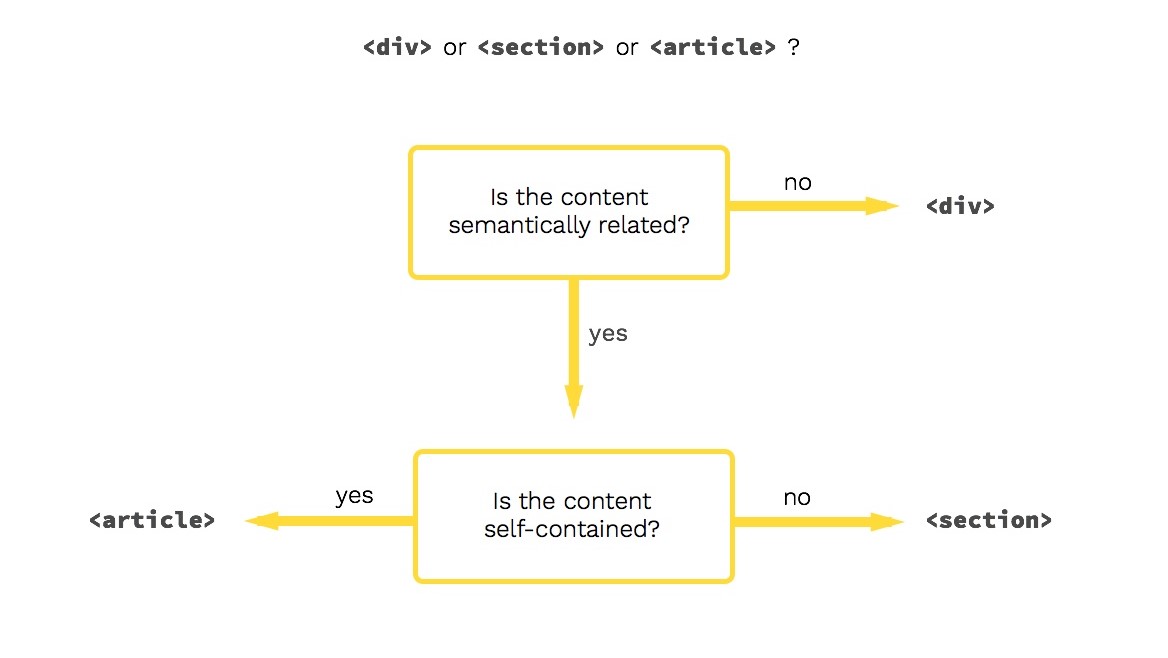 <div> or <section> or <article> ?
Is the content
semantically related?
no
<div>
yes
<article>
yes
Is the content
self-contained?
no
<section>